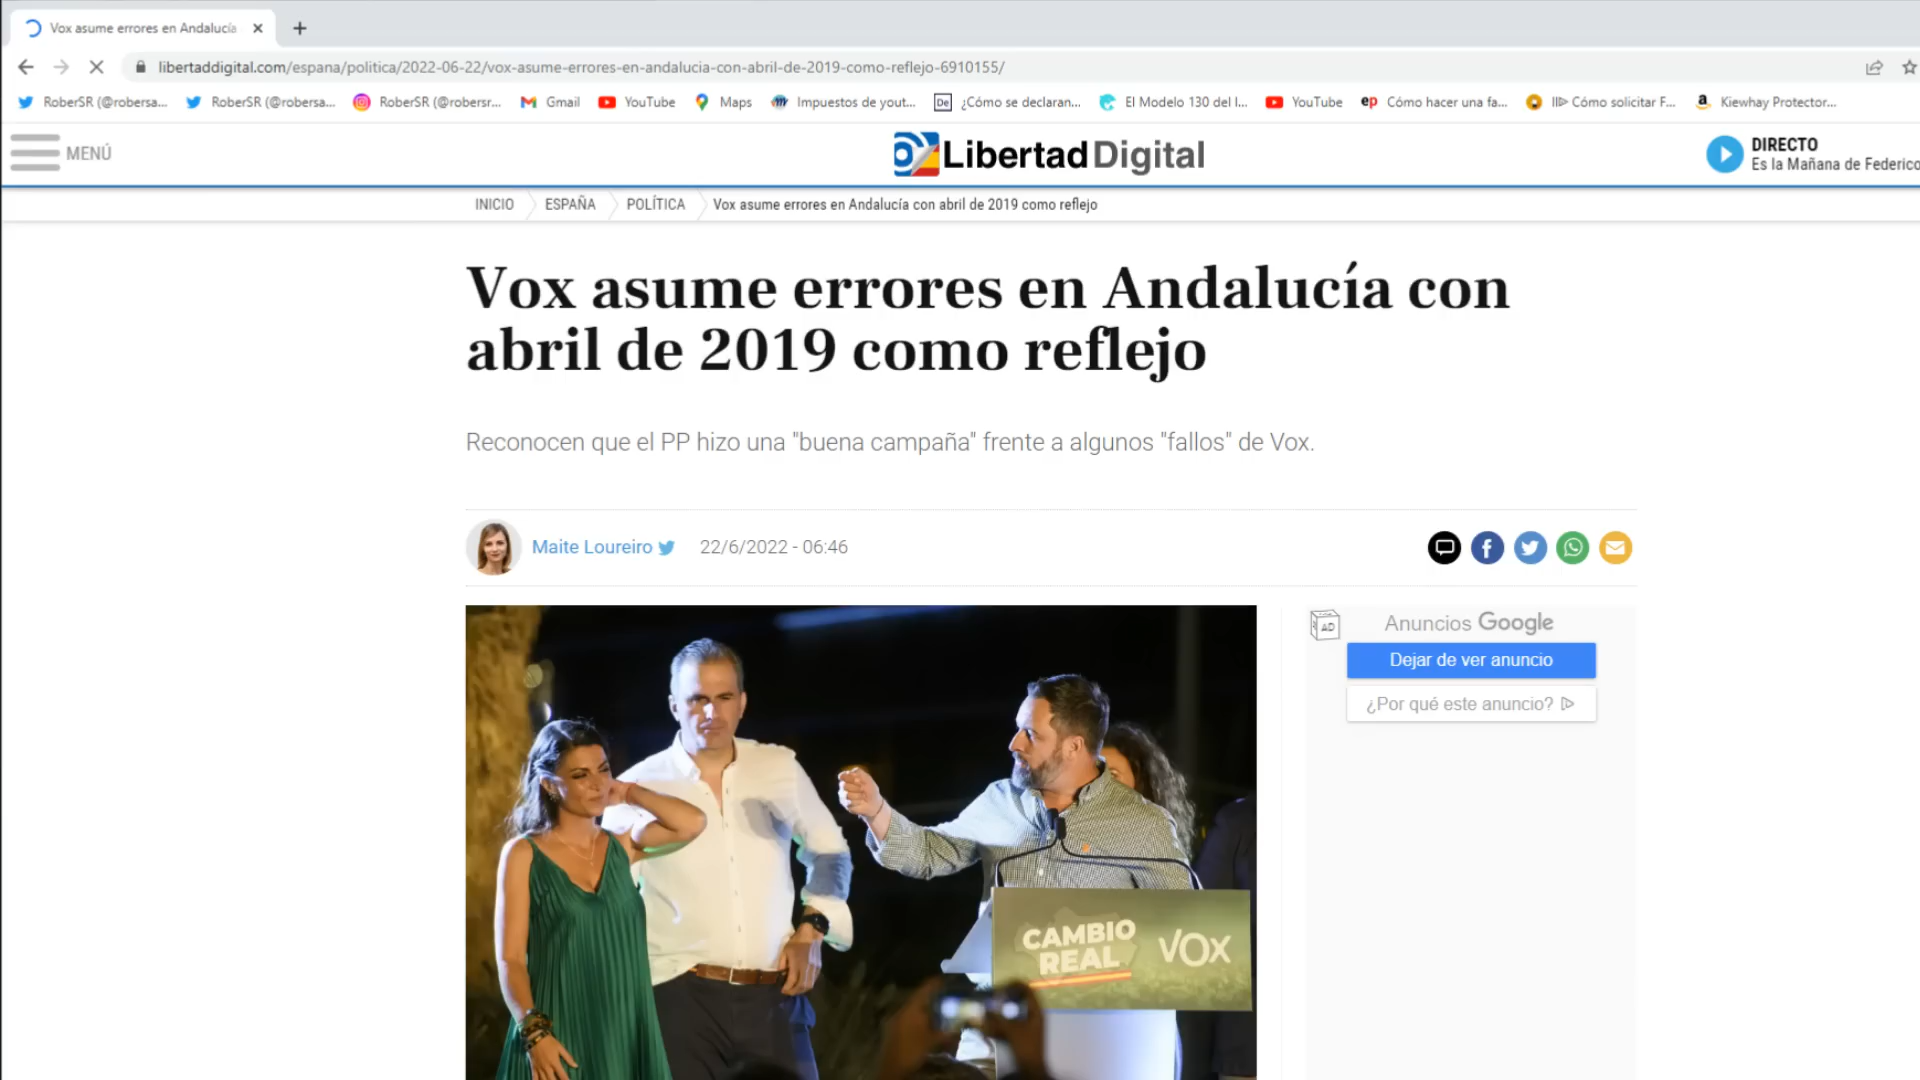 Vox asume errores en Andalucía
libertaddigital.com/espana/politica/2022-06-22/vox-asume-errores-en-andalucia-con-abril-de-2019-como-reflejo-6910155/
RoberSR (@robersa... RoberSR (@robersa... RoberSR (@robersr... Gmail YouTube Maps Impuestos de yout... De ¿Cómo se declaran... El Modelo 130 del I... YouTube ep Cómo hacer una fa... Cómo solicitar F... a Kiewhay Protector...
MENÚ
Libertad Digital
DIRECTO
Es la Mañana de Federico
INICIO ESPAÑA POLÍTICA Vox asume errores en Andalucía con abril de 2019 como reflejo
Vox asume errores en Andalucía con
abril de 2019 como reflejo
Reconocen que el PP hizo una "buena campaña" frente a algunos "fallos" de Vox.
Maite Loureiro 22/6/2022 - 06:46
AD
Anuncios Google
Dejar de ver anuncio
¿Por qué este anuncio?
CAMBIO
REAL
VOX